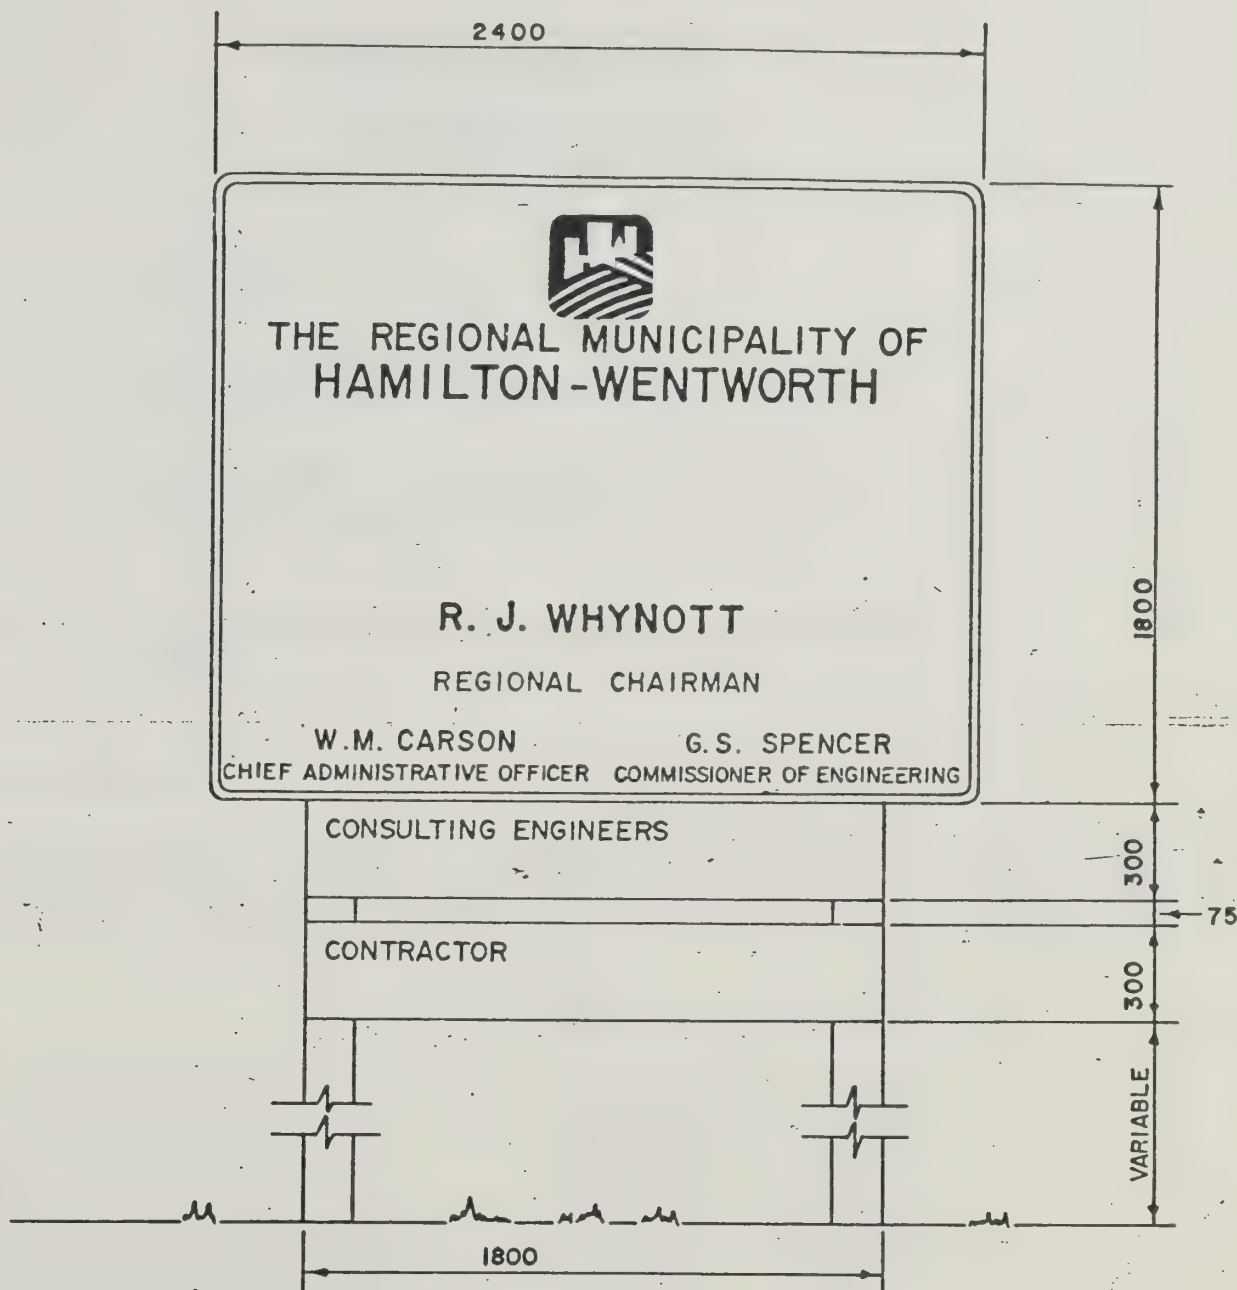 2400
THE REGIONAL MUNICIPALITY OF
HAMILTON-WENTWORTH
R. J. WHYNOTT
1800
REGIONAL CHAIRMAN
W.M. CARSON G.S. SPENCER
CHIEF ADMINISTRATIVE OFFICER COMMISSIONER OF ENGINEERING
CONSULTING ENGINEERS
300
75
CONTRACTOR
300
VARIABLE
1800